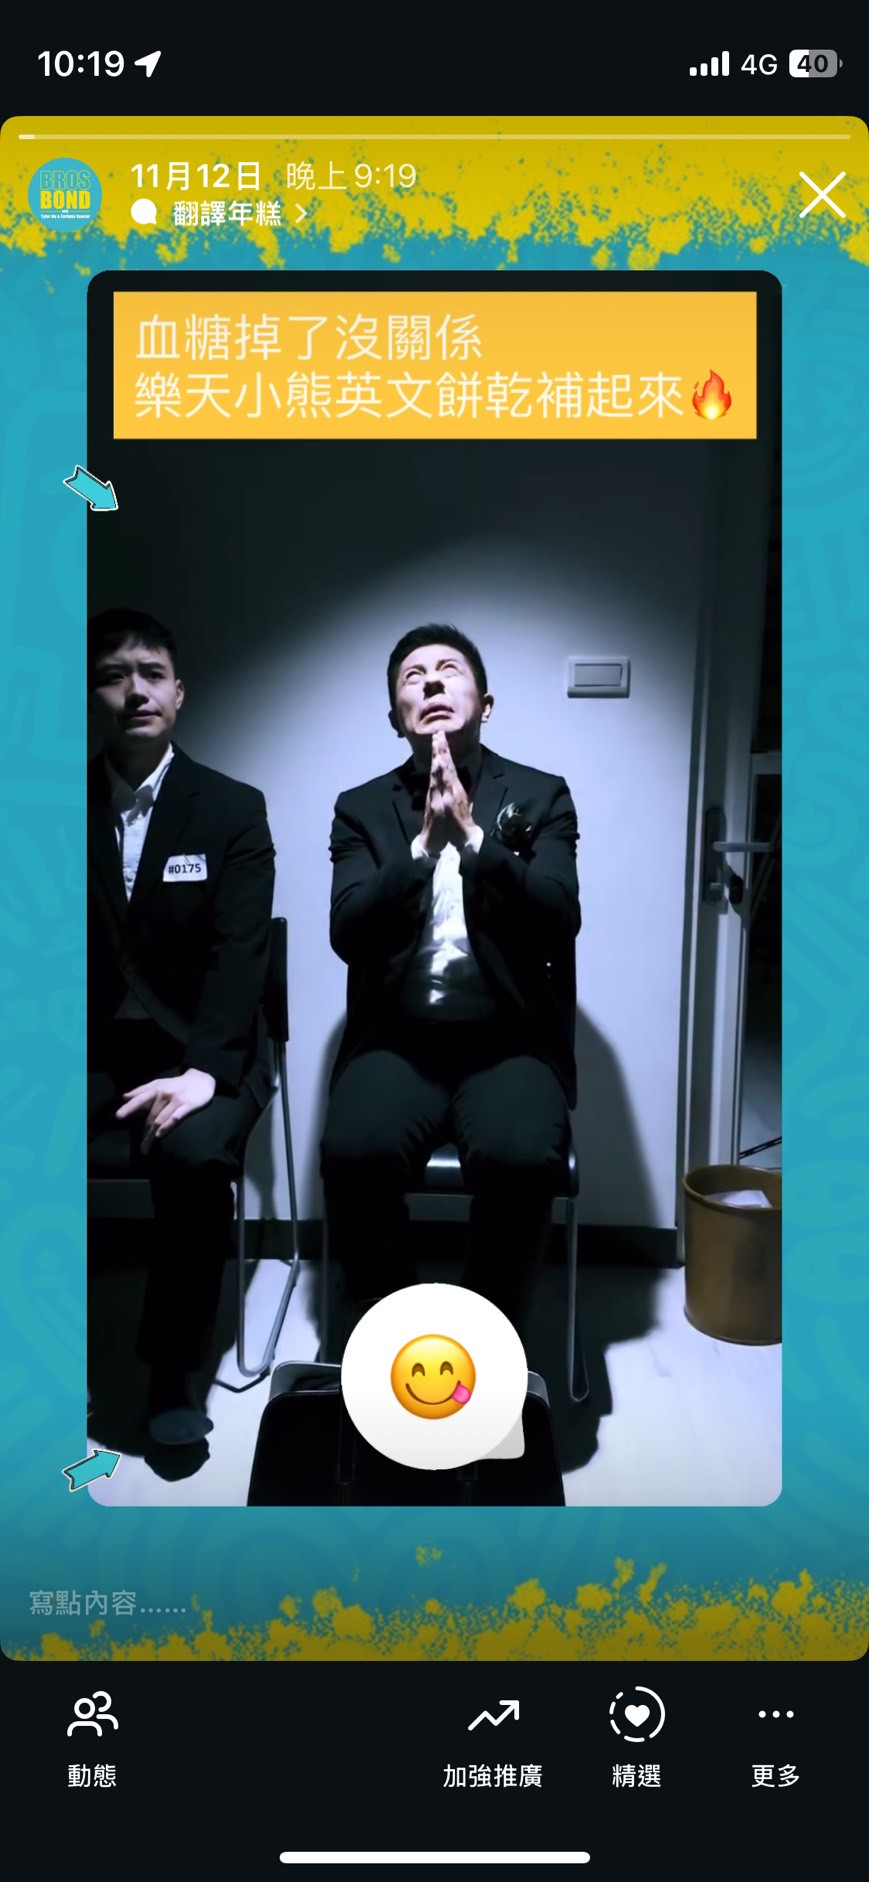 10:19
4G
40
BROS
BOND
11月12日 晚上9:19
翻譯年糕
血糖掉了沒關係
樂天小熊英文餅乾補起來🔥
#0175
寫點內容......
動態
加強推廣
精選
更多